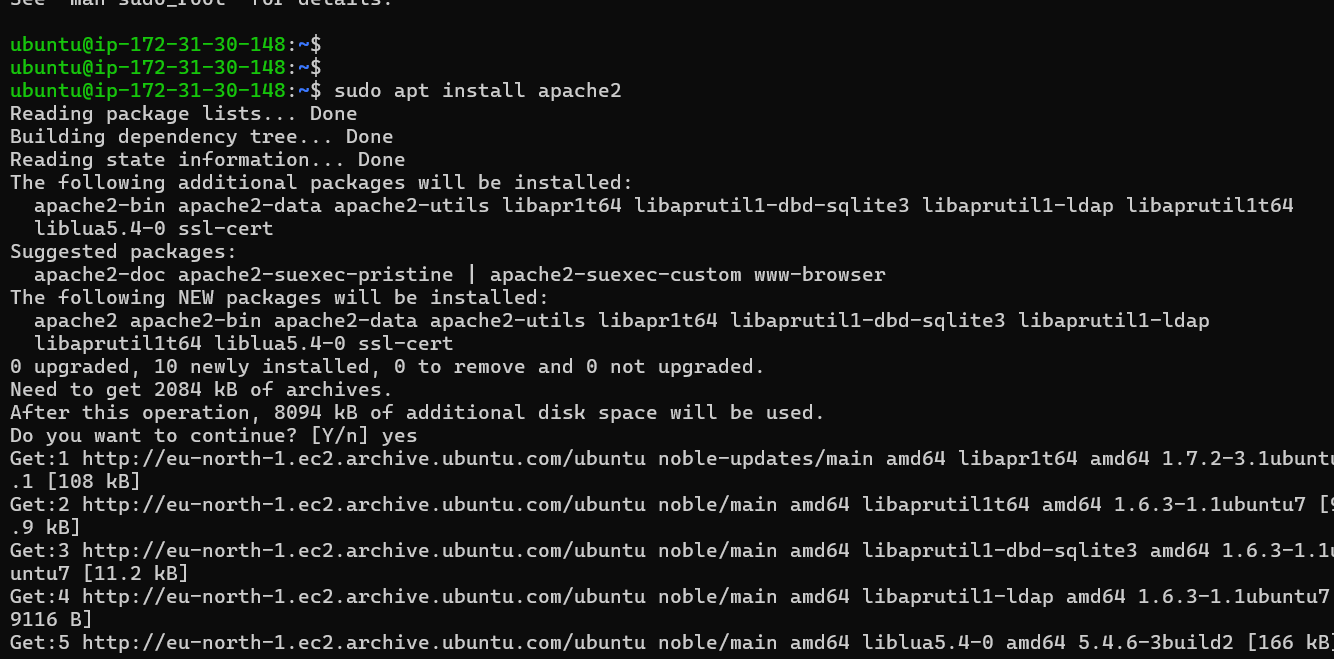 See "man sudo_root" for details.
ubuntu@ip-172-31-30-148:~$
ubuntu@ip-172-31-30-148:~$
ubuntu@ip-172-31-30-148:~$ sudo apt install apache2
Reading package lists... Done
Building dependency tree... Done
Reading state information... Done
The following additional packages will be installed:
  apache2-bin apache2-data apache2-utils libapr1t64 libaprutil1-dbd-sqlite3 libaprutil1-ldap libaprutil1t64
  liblua5.4-0 ssl-cert
Suggested packages:
  apache2-doc apache2-suexec-pristine | apache2-suexec-custom www-browser
The following NEW packages will be installed:
  apache2 apache2-bin apache2-data apache2-utils libapr1t64 libaprutil1-dbd-sqlite3 libaprutil1-ldap
  libaprutil1t64 liblua5.4-0 ssl-cert
0 upgraded, 10 newly installed, 0 to remove and 0 not upgraded.
Need to get 2084 kB of archives.
After this operation, 8094 kB of additional disk space will be used.
Do you want to continue? [Y/n] yes
Get:1 http://eu-north-1.ec2.archive.ubuntu.com/ubuntu noble-updates/main amd64 libapr1t64 amd64 1.7.2-3.1ubuntu
.1 [108 kB]
Get:2 http://eu-north-1.ec2.archive.ubuntu.com/ubuntu noble/main amd64 libaprutil1t64 amd64 1.6.3-1.1ubuntu7 [9
.9 kB]
Get:3 http://eu-north-1.ec2.archive.ubuntu.com/ubuntu noble/main amd64 libaprutil1-dbd-sqlite3 amd64 1.6.3-1.1u
untu7 [11.2 kB]
Get:4 http://eu-north-1.ec2.archive.ubuntu.com/ubuntu noble/main amd64 libaprutil1-ldap amd64 1.6.3-1.1ubuntu7
9116 B]
Get:5 http://eu-north-1.ec2.archive.ubuntu.com/ubuntu noble/main amd64 liblua5.4-0 amd64 5.4.6-3build2 [166 kB]